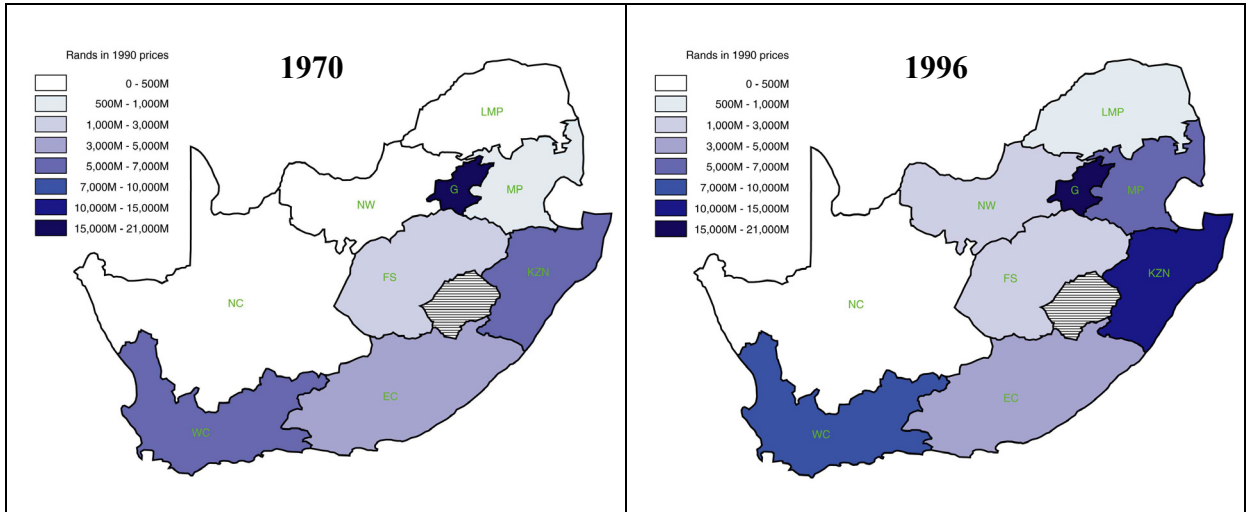 Rands in 1990 prices
1970
0 - 500M
500M - 1,000M
1,000M - 3,000M
3,000M - 5,000M
5,000M - 7,000M
7,000M - 10,000M
10,000M - 15,000M
15,000M - 21,000M
LMP
G
MP
NW
FS
KZN
NC
EC
WC
Rands in 1990 prices
1996
0 - 500M
500M - 1,000M
1,000M - 3,000M
3,000M - 5,000M
5,000M - 7,000M
7,000M - 10,000M
10,000M - 15,000M
15,000M - 21,000M
LMP
G
MP
NW
FS
KZN
NC
EC
WC